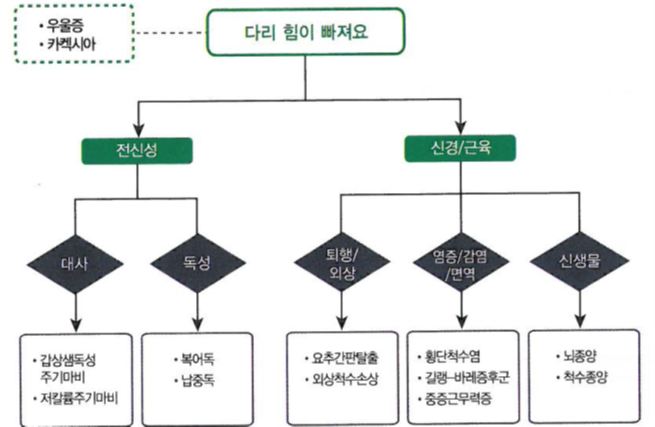 • 우울증
• 카켁시아
다리 힘이 빠져요
전신성
신경/근육
대사
독성
퇴행/
외상
염증/감염
/면역
신생물
• 갑상샘독성
주기마비
• 저칼륨주기마비
• 복어독
• 납중독
• 요추간판탈출
• 외상척수손상
• 횡단척수염
• 길랭-바레증후군
• 중증근무력증
• 뇌종양
• 척수종양